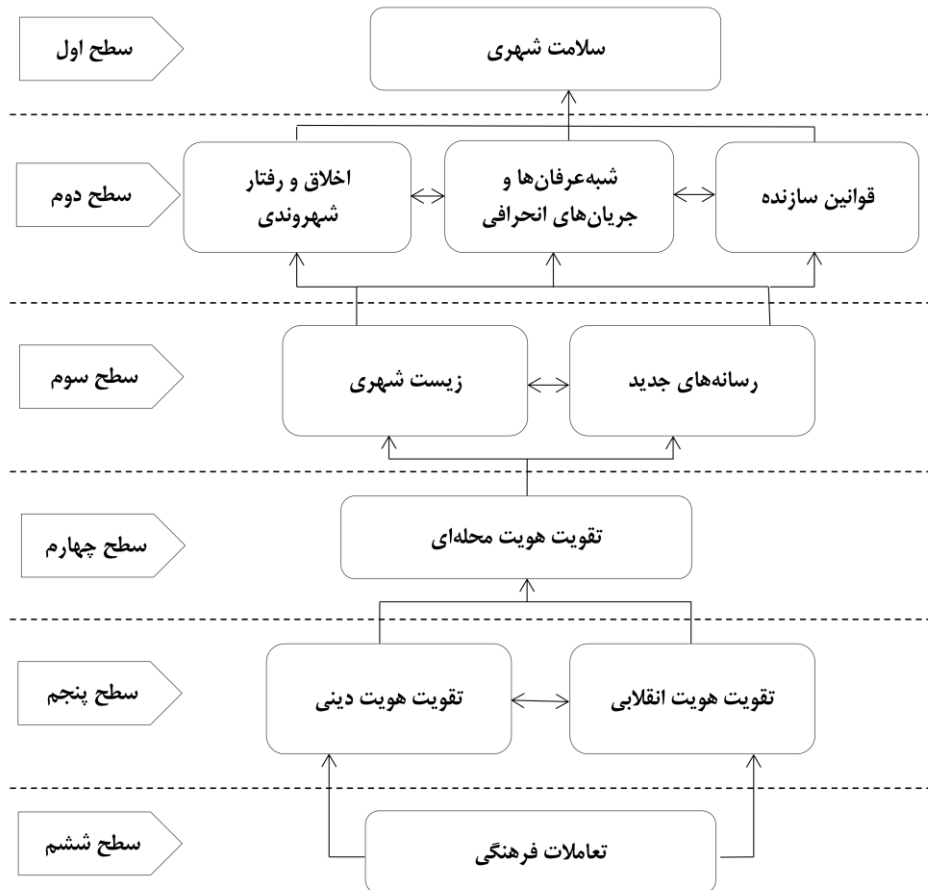 سطح اول
سلامت شهری
سطح دوم
قوانین سازنده
شبه‌عرفان‌ها و
جریان‌های انحرافی
اخلاق و رفتار
شهروندی
سطح سوم
رسانه‌های جدید
زیست شهری
سطح چهارم
تقویت هویت محله‌ای
سطح پنجم
تقویت هویت انقلابی
تقویت هویت دینی
سطح ششم
تعاملات فرهنگی